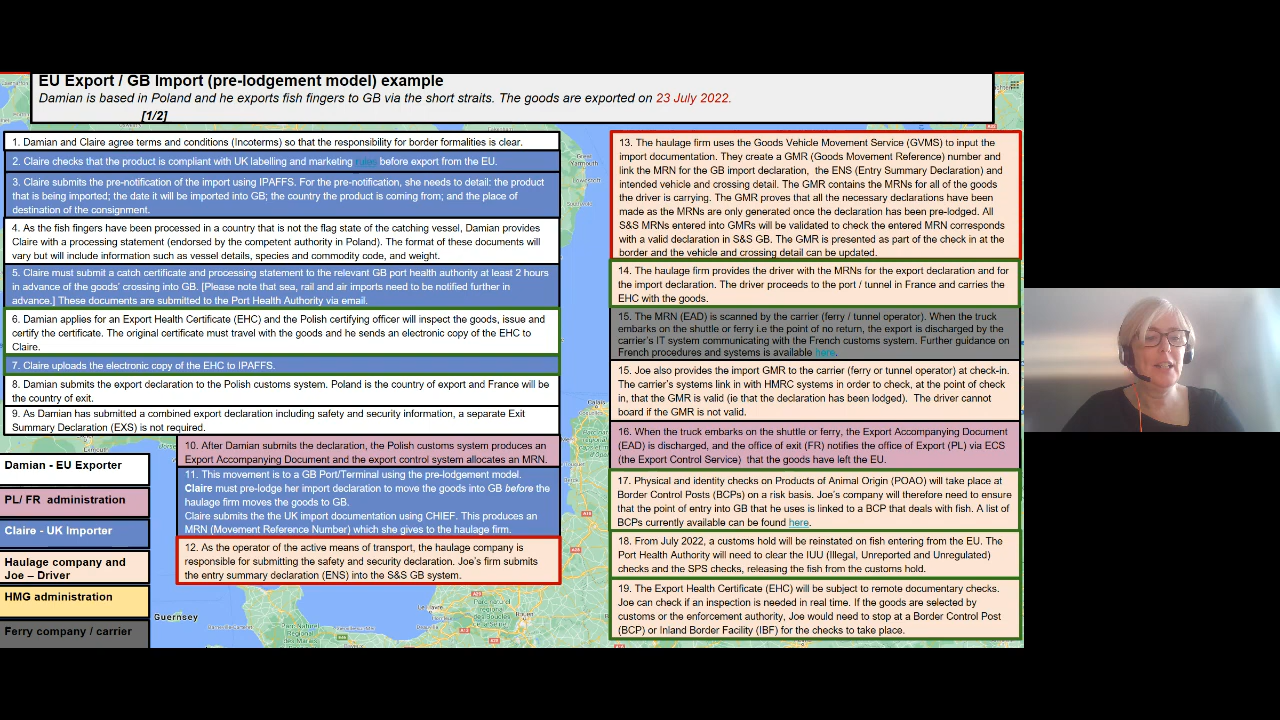 EU Export / GB Import (pre-lodgement model) example
Damian is based in Poland and he exports fish fingers to GB via the short straits. The goods are exported on 23 July 2022.
[1/2]
1. Damian and Claire agree terms and conditions (Incoterms) so that the responsibility for border formalities is clear.
2. Claire checks that the product is compliant with UK labelling and marketing rules before export from the EU.
3. Claire submits the pre-notification of the import using IPAFFS. For the pre-notification, she needs to detail: the product
that is being imported; the date it will be imported into GB; the country the product is coming from; and the place of
destination of the consignment.
4. As the fish fingers have been processed in a country that is not the flag state of the catching vessel, Damian provides
Claire with a processing statement (endorsed by the competent authority in Poland). The format of these documents will
vary but will include information such as vessel details, species and commodity code, and weight.
5. Claire must submit a catch certificate and processing statement to the relevant GB port health authority at least 2 hours
in advance of the goods' crossing into GB. [Please note that sea, rail and air imports need to be notified further in
advance.] These documents are submitted to the Port Health Authority via email.
6. Damian applies for an Export Health Certificate (EHC) and the Polish certifying officer will inspect the goods, issue and
certify the certificate. The original certificate must travel with the goods and he sends an electronic copy of the EHC to
Claire.
7. Claire uploads the electronic copy of the EHC to IPAFFS.
8. Damian submits the export declaration to the Polish customs system. Poland is the country of export and France will be
the country of exit.
9. As Damian has submitted a combined export declaration including safety and security information, a separate Exit
Summary Declaration (EXS) is not required.
10. After Damian submits the declaration, the Polish customs system produces an
Export Accompanying Document and the export control system allocates an MRN.
11. This movement is to a GB Port/Terminal using the pre-lodgement model.
Claire must pre-lodge her import declaration to move the goods into GB before the
haulage firm moves the goods to GB.
Claire submits the the UK import documentation using CHIEF. This produces an
MRN (Movement Reference Number) which she gives to the haulage firm.
12. As the operator of the active means of transport, the haulage company is
responsible for submitting the safety and security declaration. Joe's firm submits
the entry summary declaration (ENS) into the S&S GB system.
Damian - EU Exporter
PL/ FR administration
Claire - UK Importer
Haulage company and
Joe – Driver
HMG administration
Ferry company / carrier
13. The haulage firm uses the Goods Vehicle Movement Service (GVMS) to input the
import documentation. They create a GMR (Goods Movement Reference) number and
link the MRN for the GB import declaration, the ENS (Entry Summary Declaration) and
intended vehicle and crossing detail. The GMR contains the MRNs for all of the goods
the driver is carrying. The GMR proves that all the necessary declarations have been
made as the MRNs are only generated once the declaration has been pre-lodged. All
S&S MRNs entered into GMRs will be validated to check the entered MRN corresponds
with a valid declaration in S&S GB. The GMR is presented as part of the check in at the
border and the vehicle and crossing detail can be updated.
14. The haulage firm provides the driver with the MRNs for the export declaration and for
the import declaration. The driver proceeds to the port / tunnel in France and carries the
EHC with the goods.
15. The MRN (EAD) is scanned by the carrier (ferry / tunnel operator). When the truck
embarks on the shuttle or ferry i.e the point of no return, the export is discharged by the
carrier's IT system communicating with the French customs system. Further guidance on
French procedures and systems is available here.
15. Joe also provides the import GMR to the carrier (ferry or tunnel operator) at check-in.
The carrier's systems link in with HMRC systems in order to check, at the point of check
in, that the GMR is valid (ie that the declaration has been lodged). The driver cannot
board if the GMR is not valid.
16. When the truck embarks on the shuttle or ferry, the Export Accompanying Document
(EAD) is discharged, and the office of exit (FR) notifies the office of Export (PL) via ECS
(the Export Control Service) that the goods have left the EU.
17. Physical and identity checks on Products of Animal Origin (POAO) will take place at
Border Control Posts (BCPs) on a risk basis. Joe's company will therefore need to ensure
that the point of entry into GB that he uses is linked to a BCP that deals with fish. A list of
BCPs currently available can be found here.
18. From July 2022, a customs hold will be reinstated on fish entering from the EU. The
Port Health Authority will need to clear the IUU (Illegal, Unreported and Unregulated)
checks and the SPS checks, releasing the fish from the customs hold.
19. The Export Health Certificate (EHC) will be subject to remote documentary checks.
Joe can check if an inspection is needed in real time. If the goods are selected by
customs or the enforcement authority, Joe would need to stop at a Border Control Post
(BCP) or Inland Border Facility (IBF) for the checks to take place.
Guernsey